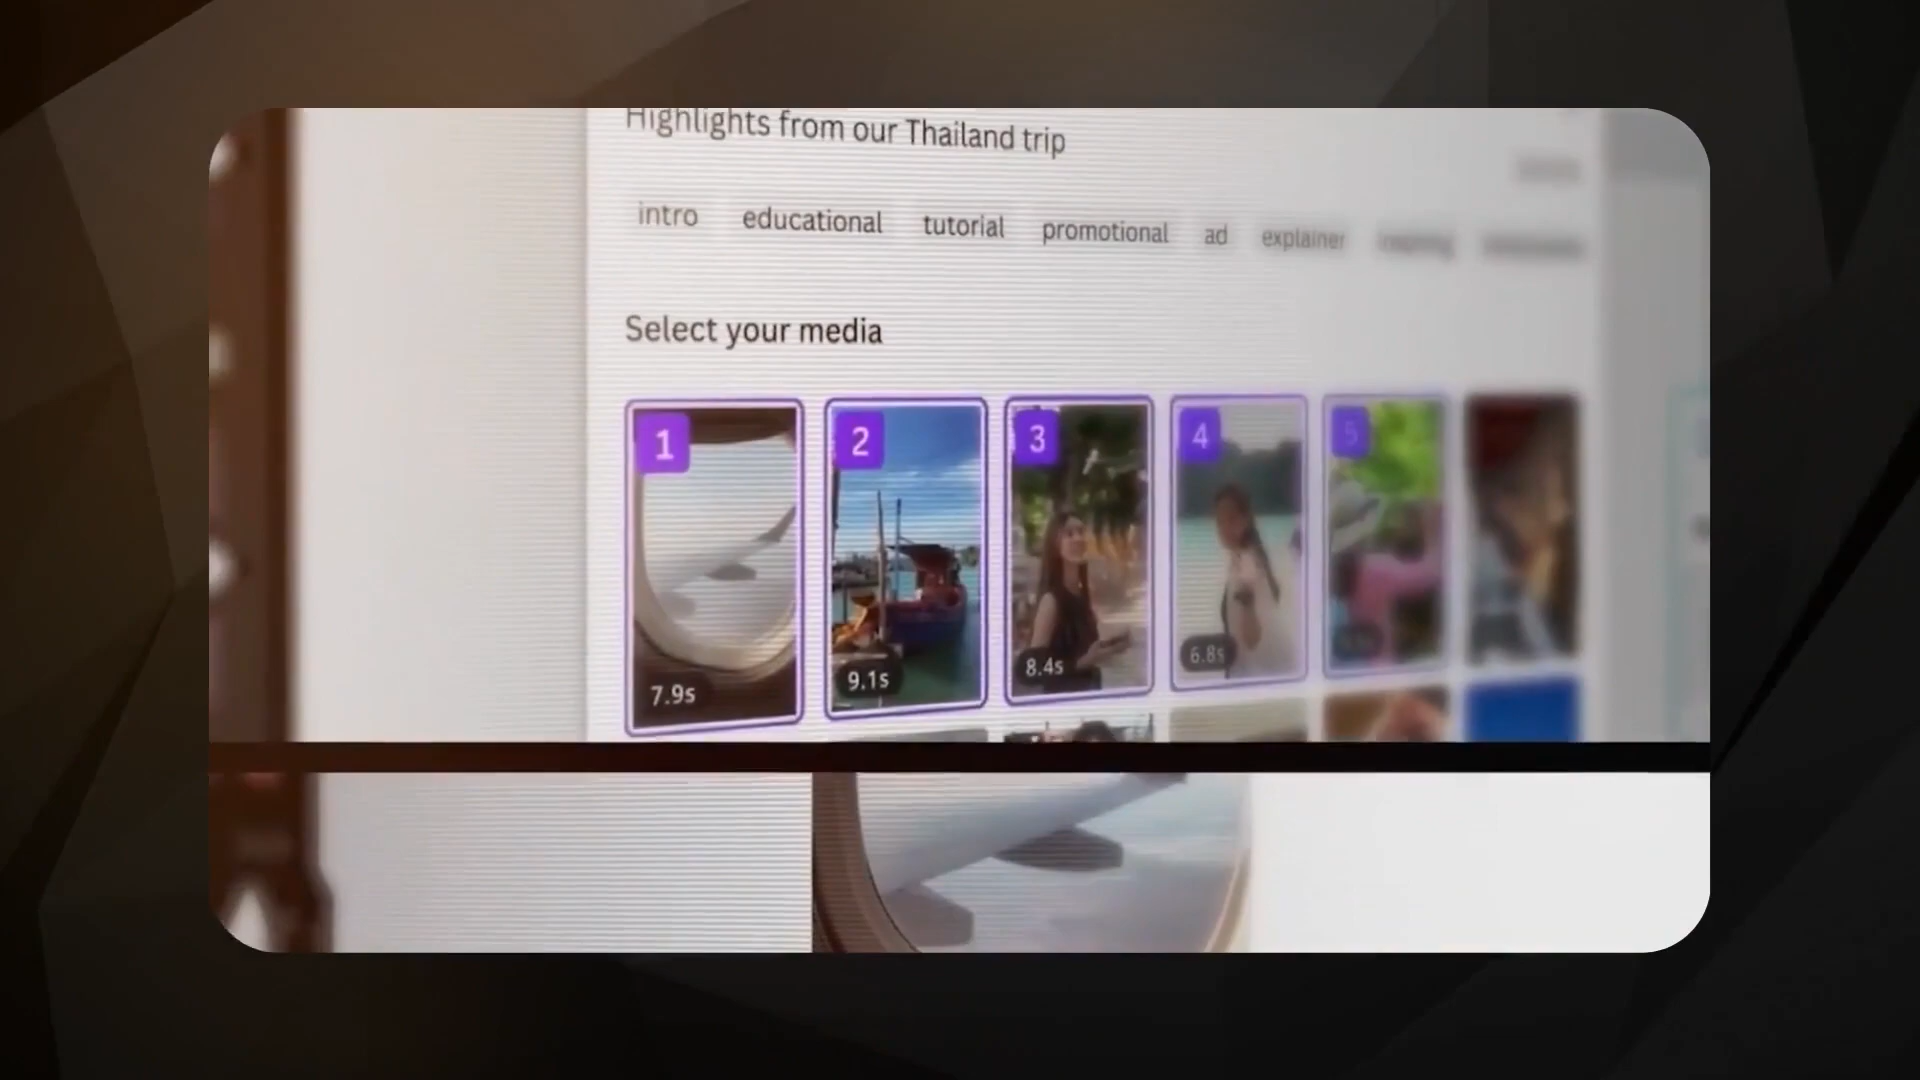 Highlights from our Thailand trip
intro educational tutorial promotional ad explainer
Select your media
1 2 3 4 5
7.9s 9.1s 8.4s 6.8s